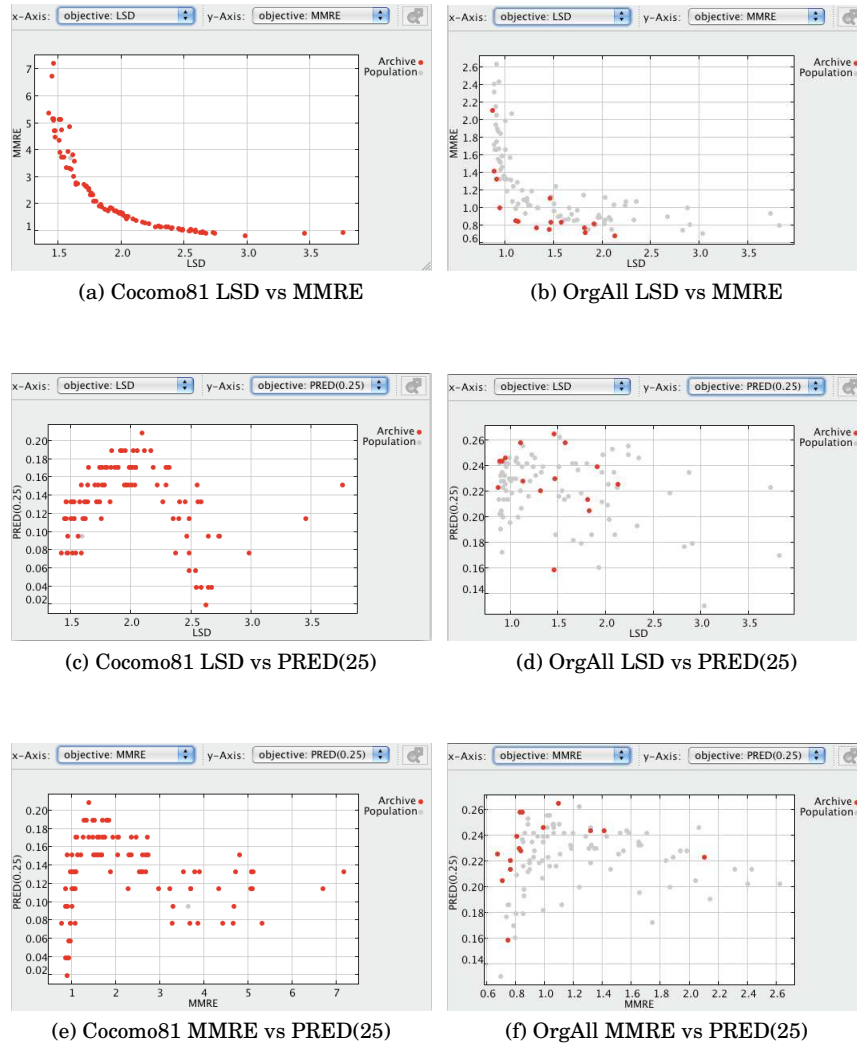 x-Axis: objective: LSD y-Axis: objective: MMRE
Archive
Population
7
6
5
4
3
2
1
MMRE
1.5 2.0 2.5 3.0 3.5
LSD
(a) Cocomo81 LSD vs MMRE
x-Axis: objective: LSD y-Axis: objective: MMRE
Archive
Population
2.6
2.4
2.2
2.0
1.8
1.6
1.4
1.2
1.0
0.8
0.6
MMRE
1.0 1.5 2.0 2.5 3.0 3.5
LSD
(b) OrgAll LSD vs MMRE
x-Axis: objective: LSD y-Axis: objective: PRED(0.25)
Archive
Population
0.20
0.18
0.16
0.14
0.12
0.10
0.08
0.06
0.04
0.02
PRED(0.25)
1.5 2.0 2.5 3.0 3.5
LSD
(c) Cocomo81 LSD vs PRED(25)
x-Axis: objective: LSD y-Axis: objective: PRED(0.25)
Archive
Population
0.26
0.24
0.22
0.20
0.18
0.16
0.14
PRED(0.25)
1.0 1.5 2.0 2.5 3.0 3.5
LSD
(d) OrgAll LSD vs PRED(25)
x-Axis: objective: MMRE y-Axis: objective: PRED(0.25)
Archive
Population
0.20
0.18
0.16
0.14
0.12
0.10
0.08
0.06
0.04
0.02
PRED(0.25)
1 2 3 4 5 6 7
MMRE
(e) Cocomo81 MMRE vs PRED(25)
x-Axis: objective: MMRE y-Axis: objective: PRED(0.25)
Archive
Population
0.26
0.24
0.22
0.20
0.18
0.16
0.14
PRED(0.25)
0.6 0.8 1.0 1.2 1.4 1.6 1.8 2.0 2.2 2.4 2.6
MMRE
(f) OrgAll MMRE vs PRED(25)